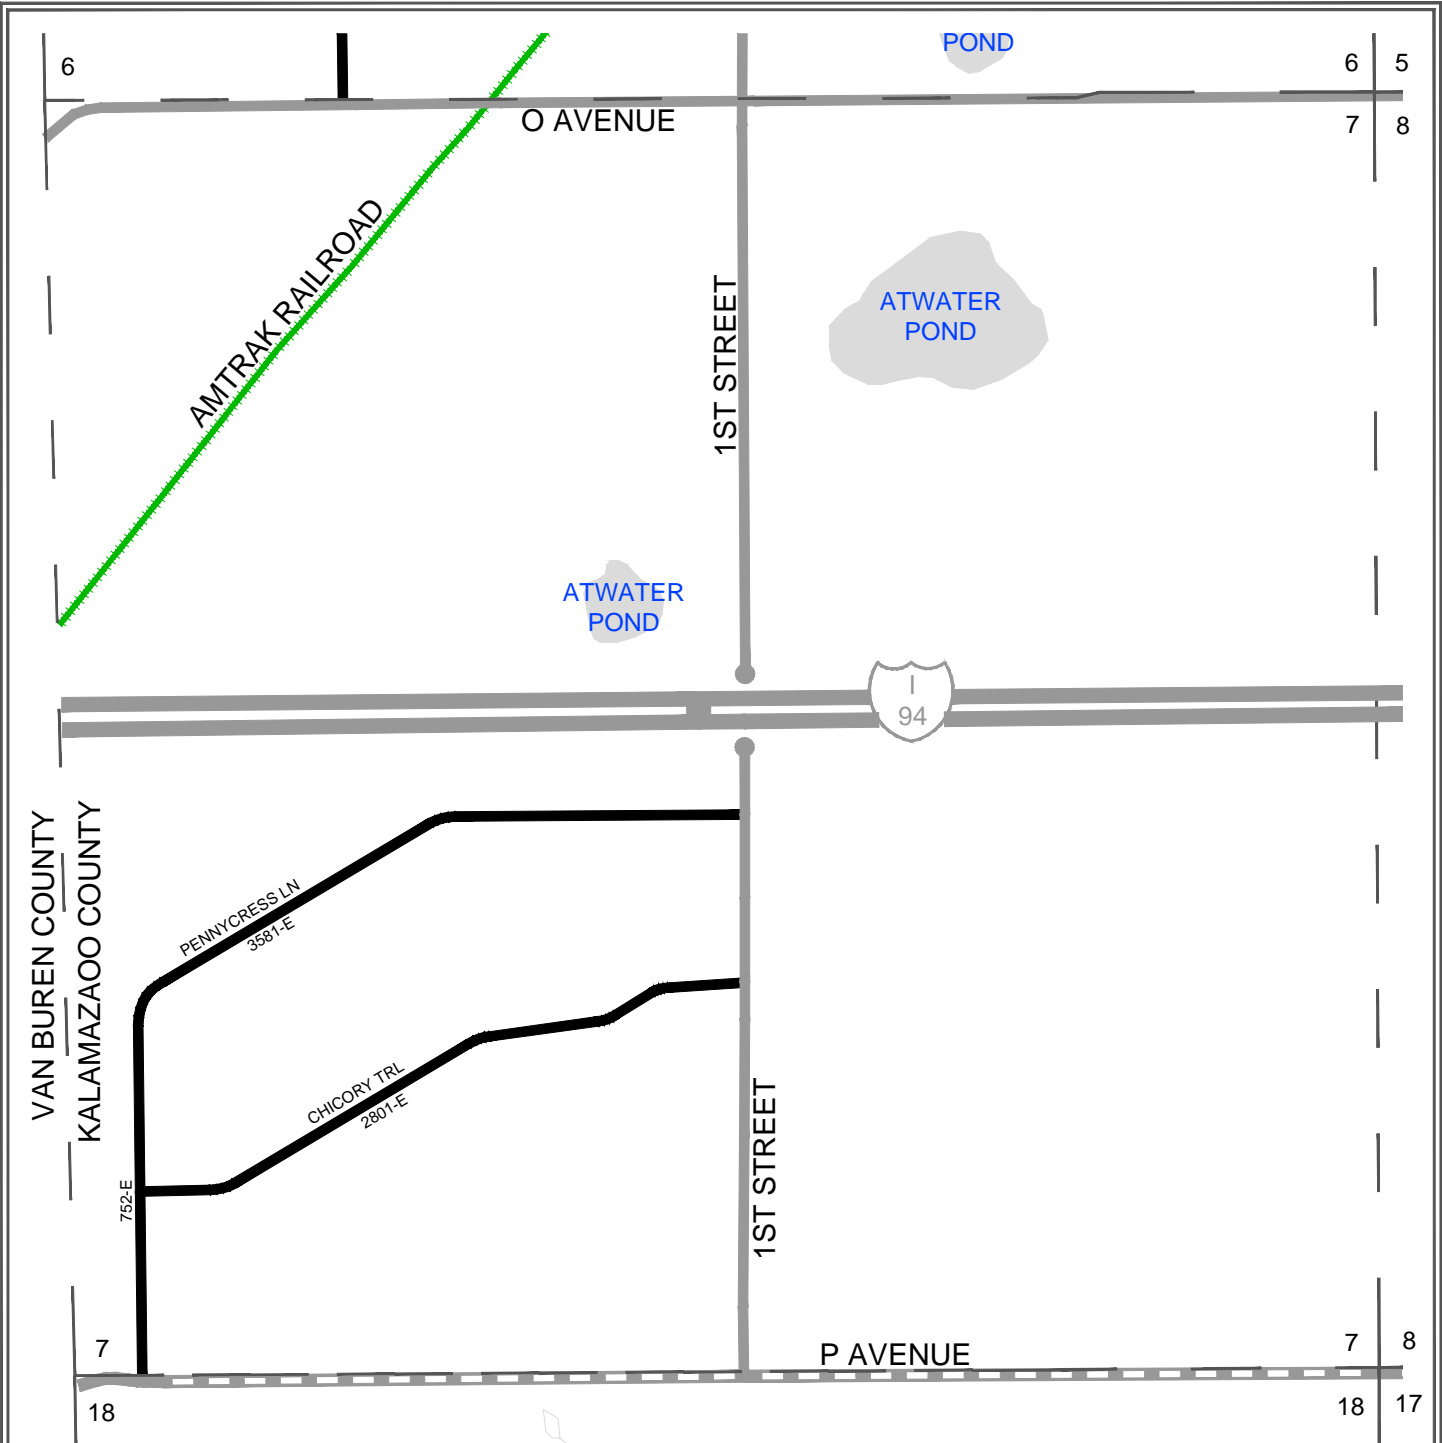 POND
6
6
5
O AVENUE
7
8
AMTRAK RAILROAD
1ST STREET
ATWATER
POND
ATWATER
POND
I
94
VAN BUREN COUNTY
KALAMAZAOO COUNTY
PENNYCRESS LN
3581-E
CHICORY TRL
2801-E
752-E
1ST STREET
7
P AVENUE
7
8
18
18
17